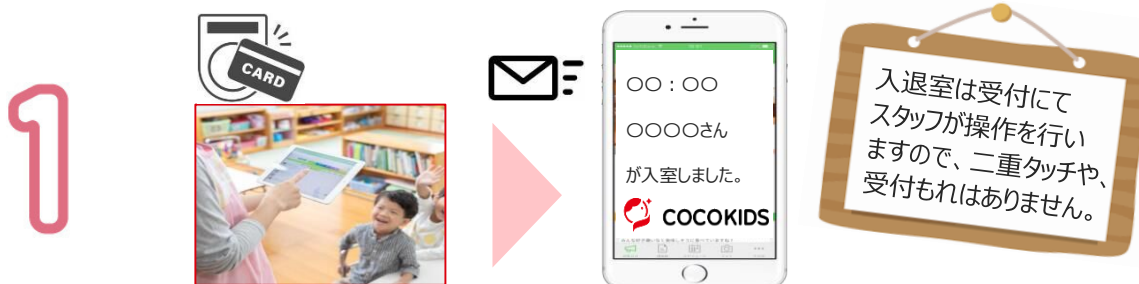 1
CARD
○○：○○
○○○○さん
が入室しました。
COCOKIDS
入退室は受付にて
スタッフが操作を行い
ますので、二重タッチや、
受付もれはありません。